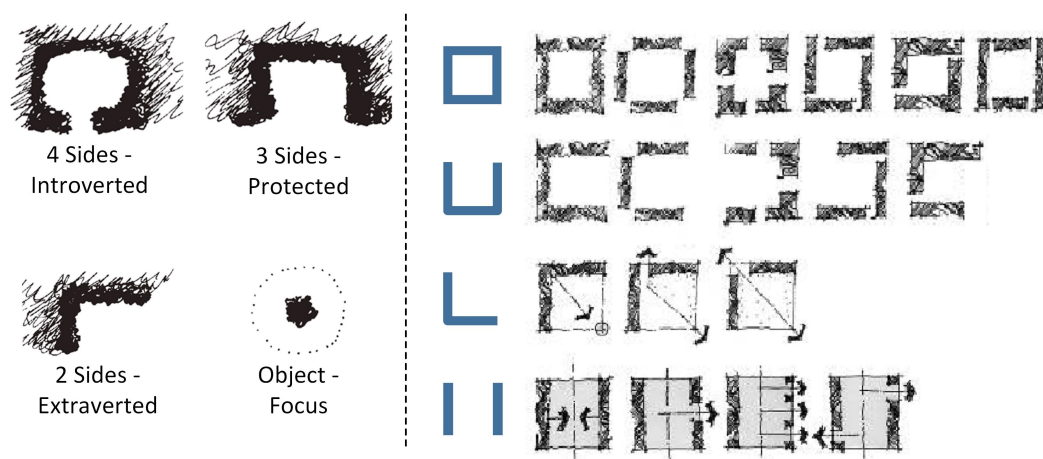 4 Sides -
Introverted
3 Sides -
Protected
2 Sides -
Extraverted
Object -
Focus